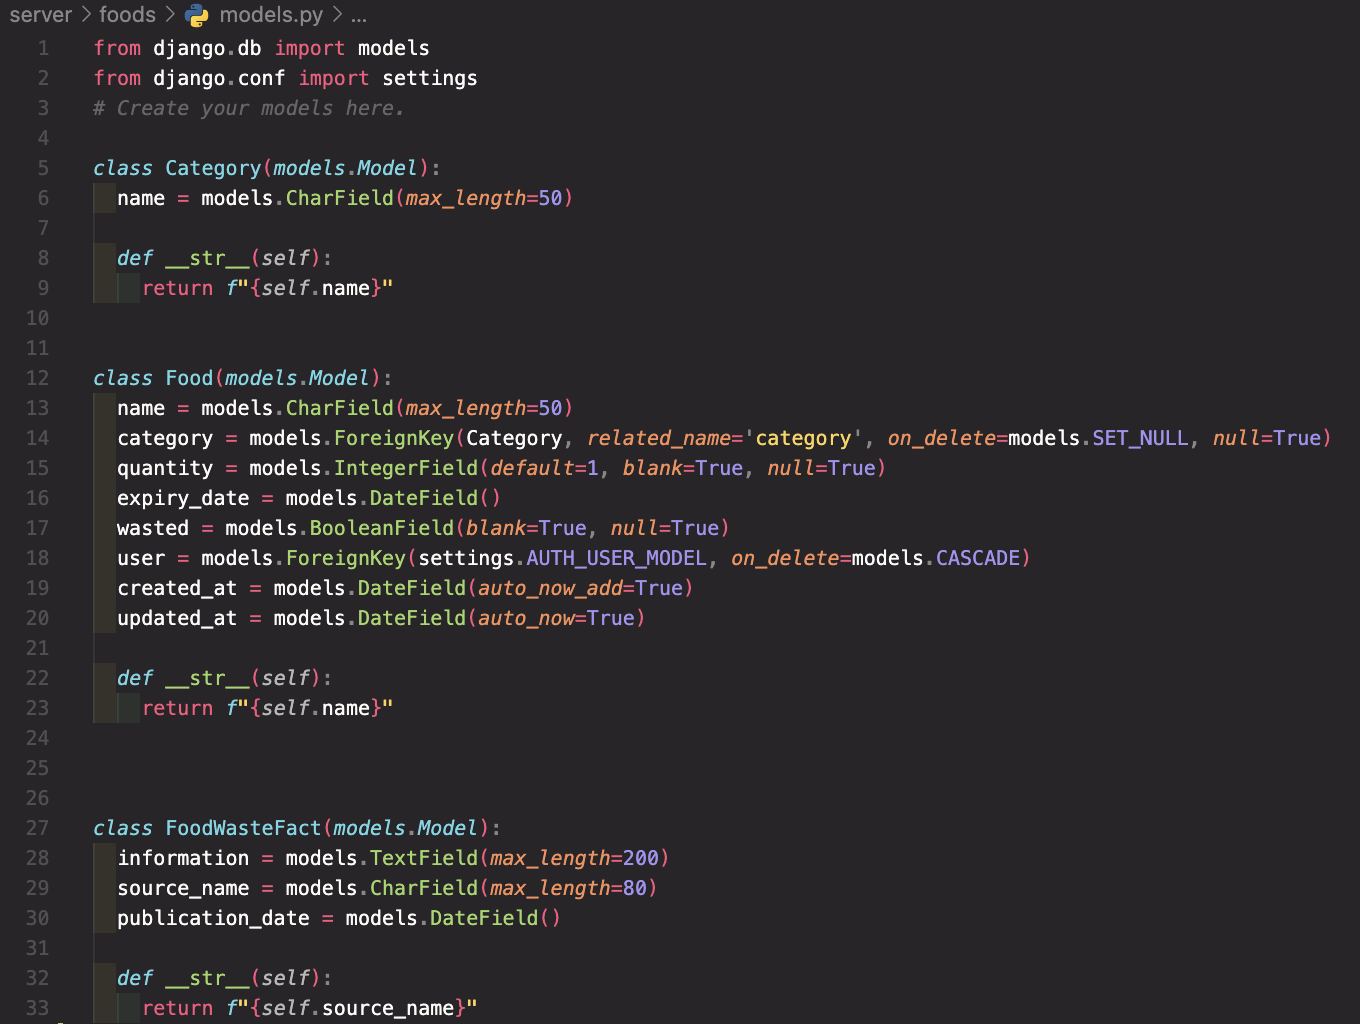 server > foods > models.py > ...
1 from django.db import models
2 from django.conf import settings
3 # Create your models here.
4
5 class Category(models.Model):
6   name = models.CharField(max_length=50)
7
8   def __str__(self):
9     return f"{self.name}"
10
11
12 class Food(models.Model):
13   name = models.CharField(max_length=50)
14   category = models.ForeignKey(Category, related_name='category', on_delete=models.SET_NULL, null=True)
15   quantity = models.IntegerField(default=1, blank=True, null=True)
16   expiry_date = models.DateField()
17   wasted = models.BooleanField(blank=True, null=True)
18   user = models.ForeignKey(settings.AUTH_USER_MODEL, on_delete=models.CASCADE)
19   created_at = models.DateField(auto_now_add=True)
20   updated_at = models.DateField(auto_now=True)
21
22   def __str__(self):
23     return f"{self.name}"
24
25
26
27 class FoodWasteFact(models.Model):
28   information = models.TextField(max_length=200)
29   source_name = models.CharField(max_length=80)
30   publication_date = models.DateField()
31
32   def __str__(self):
33     return f"{self.source_name}"